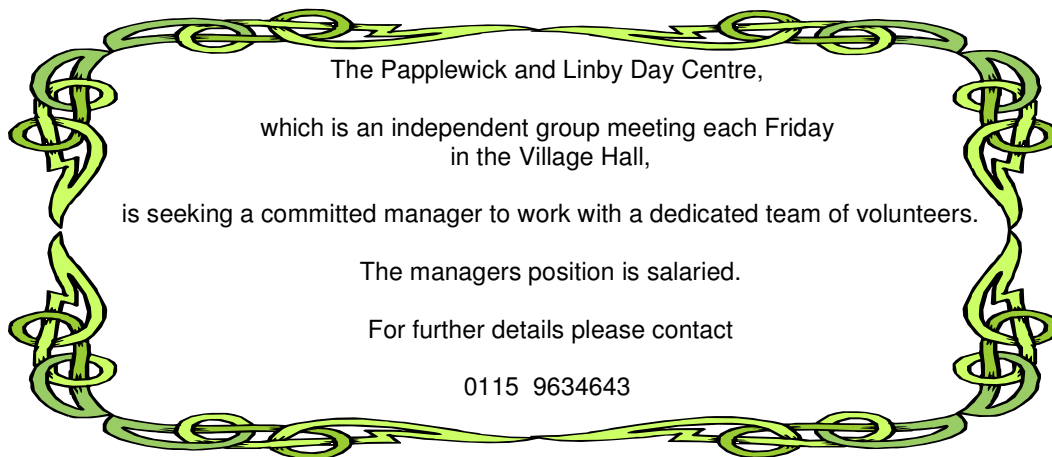 The Papplewick and Linby Day Centre,
which is an independent group meeting each Friday
in the Village Hall,
is seeking a committed manager to work with a dedicated team of volunteers.
The managers position is salaried.
For further details please contact
0115  9634643